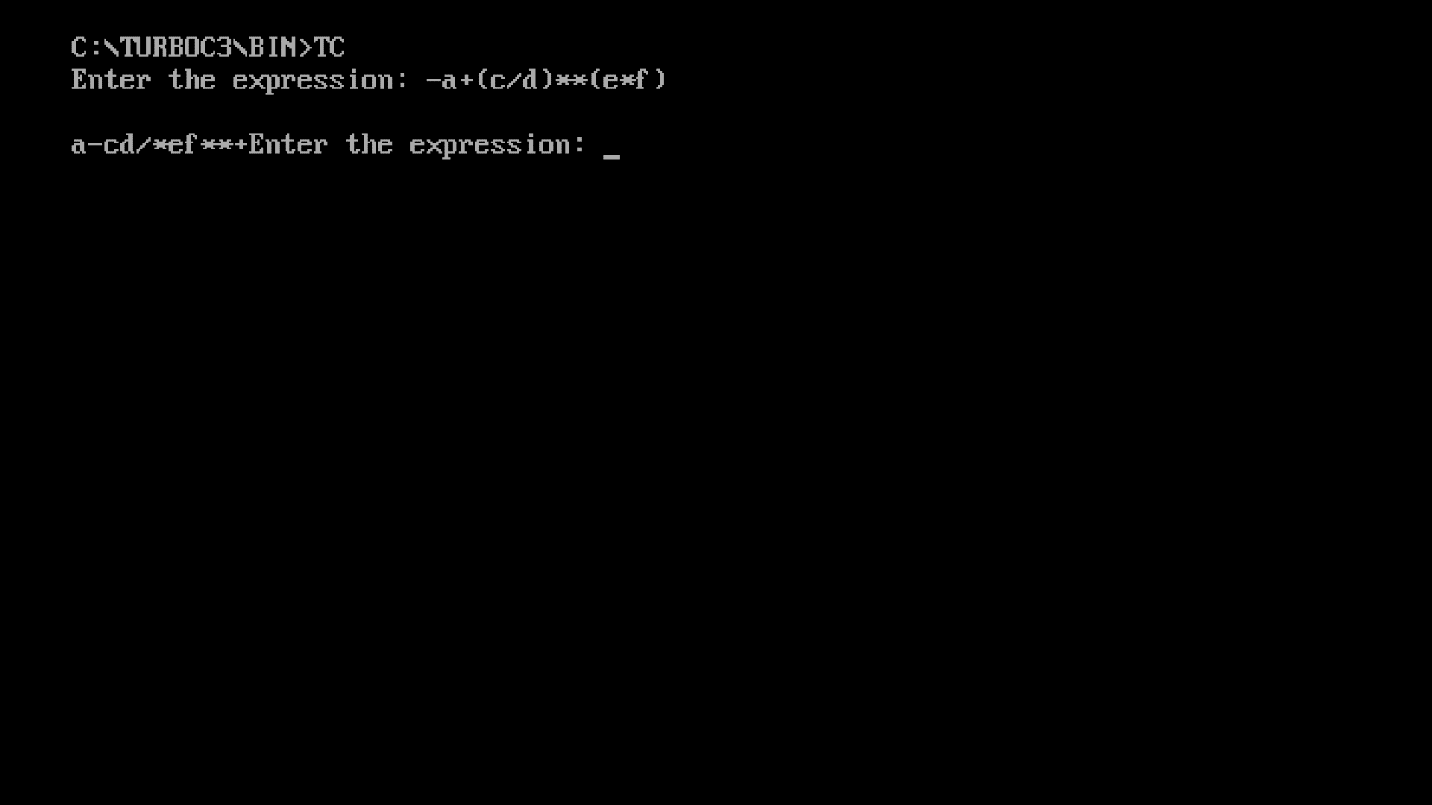 C:\TURBOC3\BIN>TC
Enter the expression: -a+(c/d)**(e*f)
a-cd/*ef**+Enter the expression: _